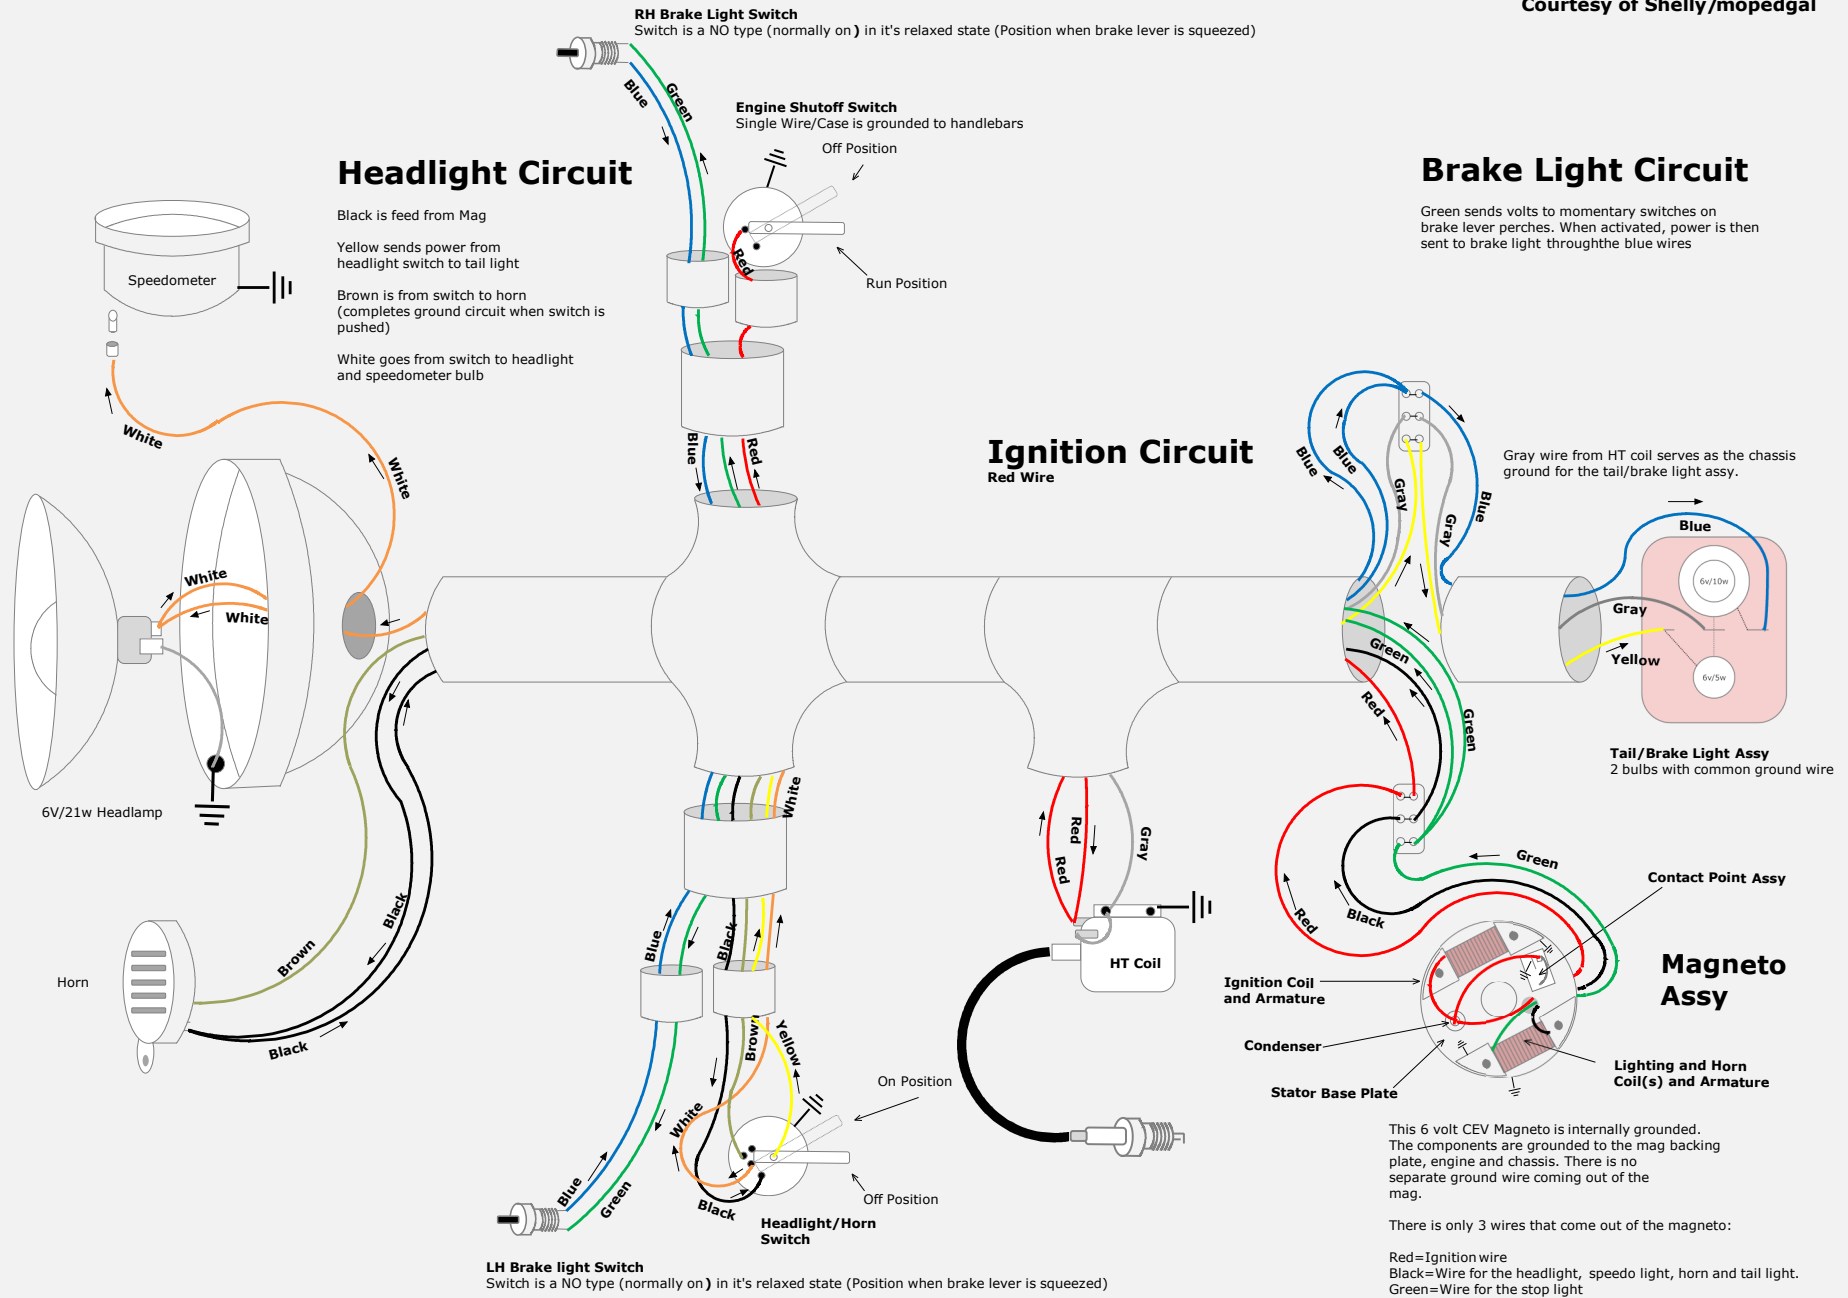 Courtesy of Shelly/mopedgal
RH Brake Light Switch
Switch is a NO type (normally on) in it's relaxed state (Position when brake lever is squeezed)
Blue
Green
Engine Shutoff Switch
Single Wire/Case is grounded to handlebars
Off Position
Red
Run Position
Headlight Circuit
Black is feed from Mag
Yellow sends power from
headlight switch to tail light
Brown is from switch to horn
(completes ground circuit when switch is
pushed)
White goes from switch to headlight
and speedometer bulb
Speedometer
White
White
White
White
6V/21w Headlamp
Brake Light Circuit
Green sends volts to momentary switches on
brake lever perches. When activated, power is then
sent to brake light throughthe blue wires
Blue
Red
Ignition Circuit
Red Wire
Blue
Blue
Gray
Gray
Blue
Gray wire from HT coil serves as the chassis
ground for the tail/brake light assy.
Blue
6v/10w
Gray
Yellow
6v/5w
Tail/Brake Light Assy
2 bulbs with common ground wire
Green
Red
Green
White
Red
Red
Gray
HT Coil
Horn
Brown
Black
Black
Blue
Black
Brown
Yellow
White
Black
On Position
Off Position
Headlight/Horn
Switch
Blue
Green
LH Brake light Switch
Switch is a NO type (normally on) in it's relaxed state (Position when brake lever is squeezed)
Green
Black
Red
Contact Point Assy
Magneto
Assy
Ignition Coil
and Armature
Condenser
Stator Base Plate
Lighting and Horn
Coil(s) and Armature
This 6 volt CEV Magneto is internally grounded.
The components are grounded to the mag backing
plate, engine and chassis. There is no
separate ground wire coming out of the
mag.
There is only 3 wires that come out of the magneto:
Red=Ignition wire
Black=Wire for the headlight, speedo light, horn and tail light.
Green=Wire for the stop light